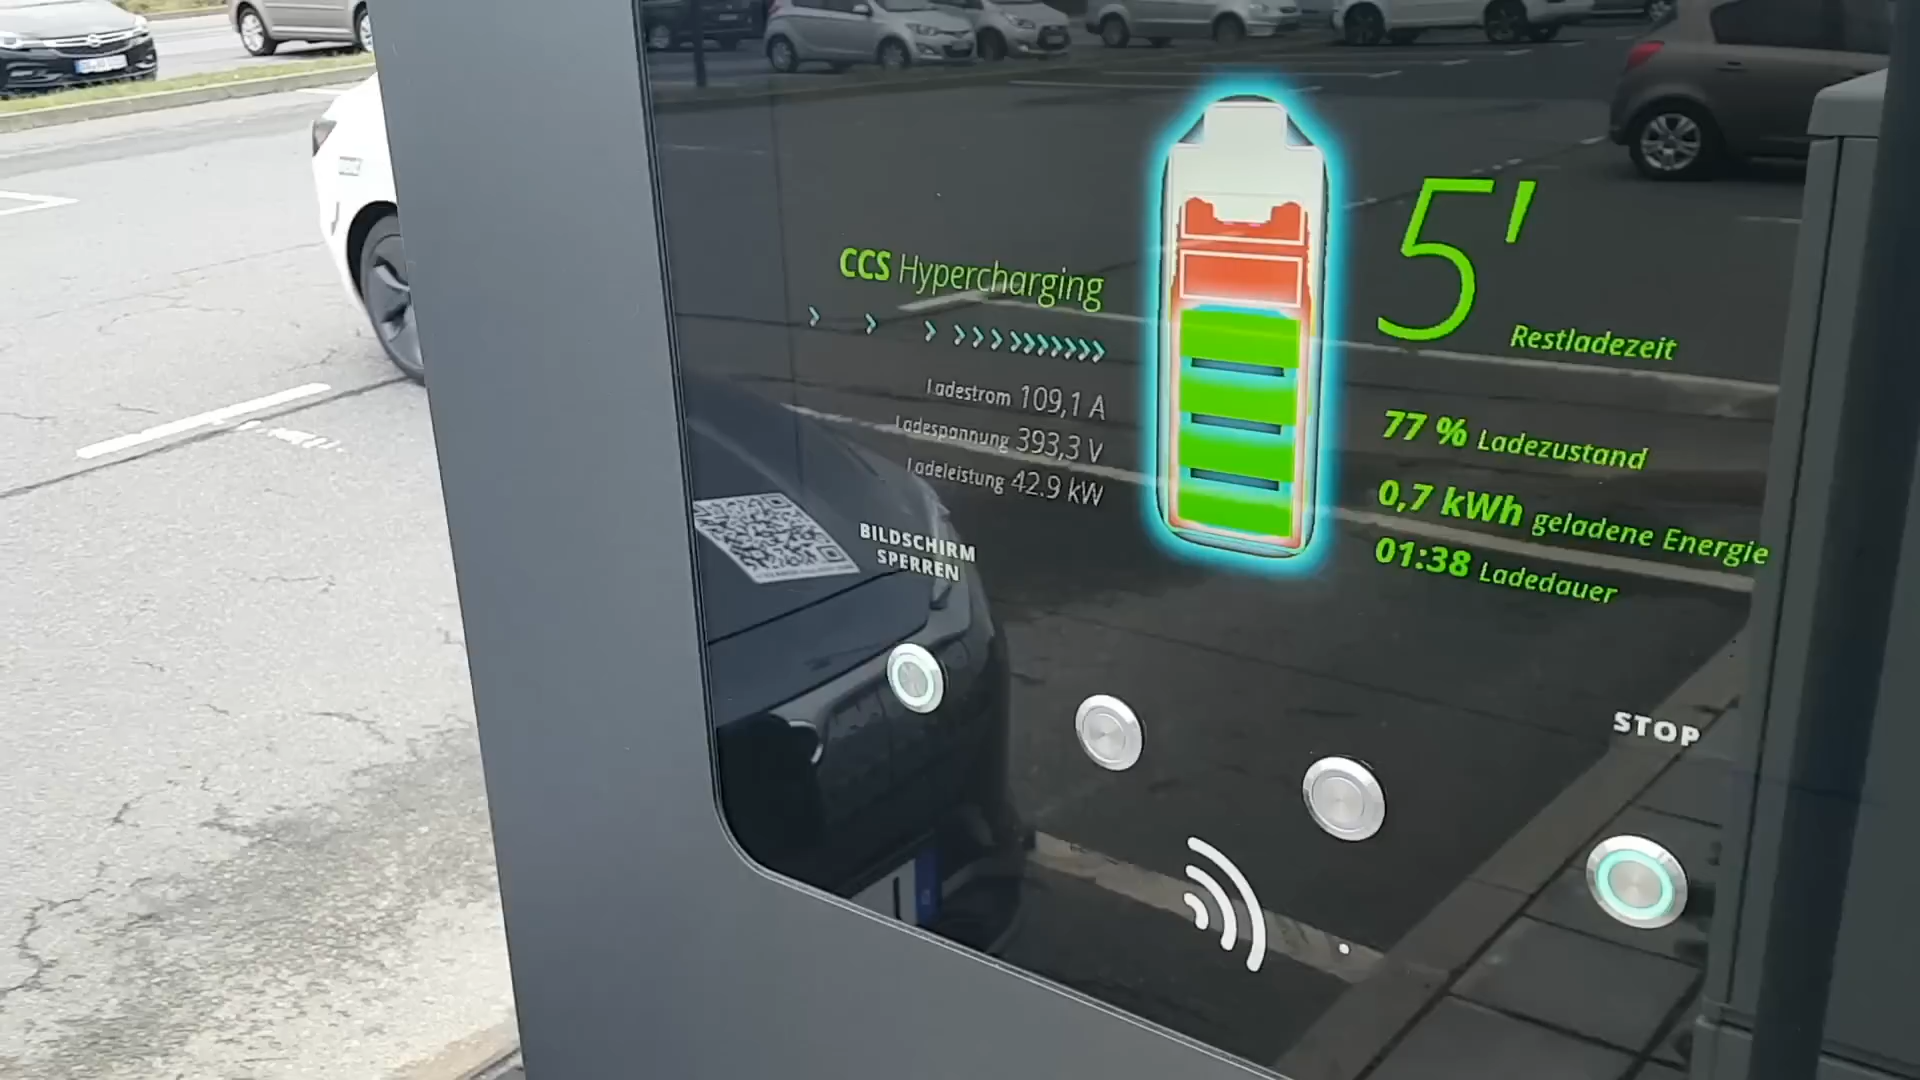 CCS Hypercharging
Ladestrom 109,1 A
Ladespannung 393,3 V
Ladeleistung 42.9 kW
5'
Restladezeit
77 % Ladezustand
0,7 kWh geladene Energie
01:38 Ladedauer
BILDSCHIRM
SPERREN
STOP